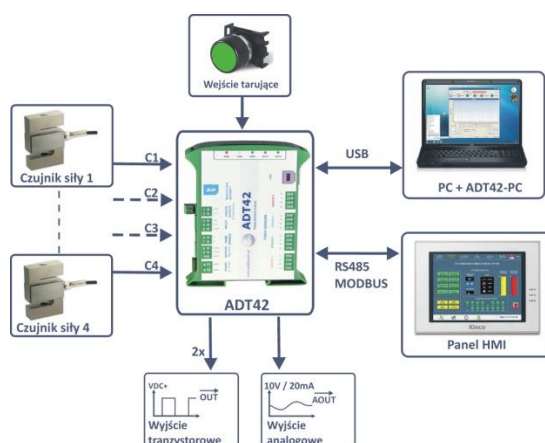 Wejście tarujące
Czujnik siły 1
C1
C2
C3
C4
Czujnik siły 4
ADT42
ADT42
USB
PC + ADT42-PC
RS485
MODBUS
Kinco
Panel HMI
2x
VDC+
OUT
Wyjście
tranzystorowe
10V / 20mA
AOUT
Wyjście
analogowe